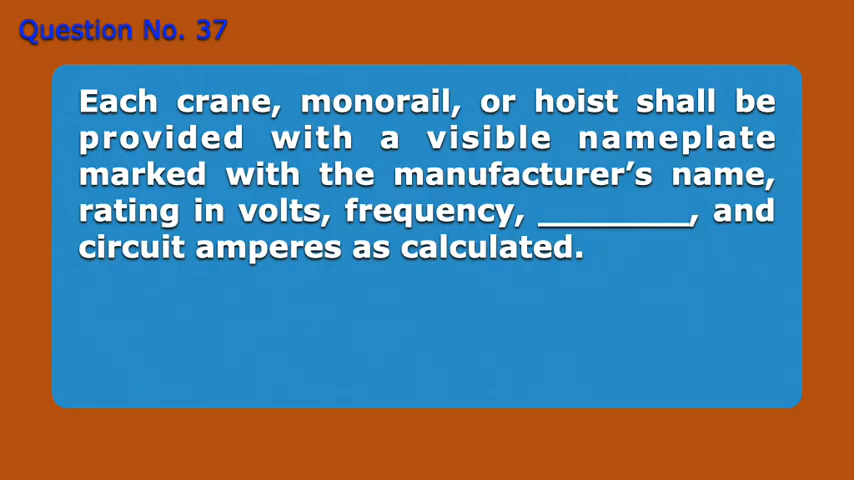 Question No. 37
Each crane, monorail, or hoist shall be
provided with a visible nameplate
marked with the manufacturer’s name,
rating in volts, frequency, _________, and
circuit amperes as calculated.